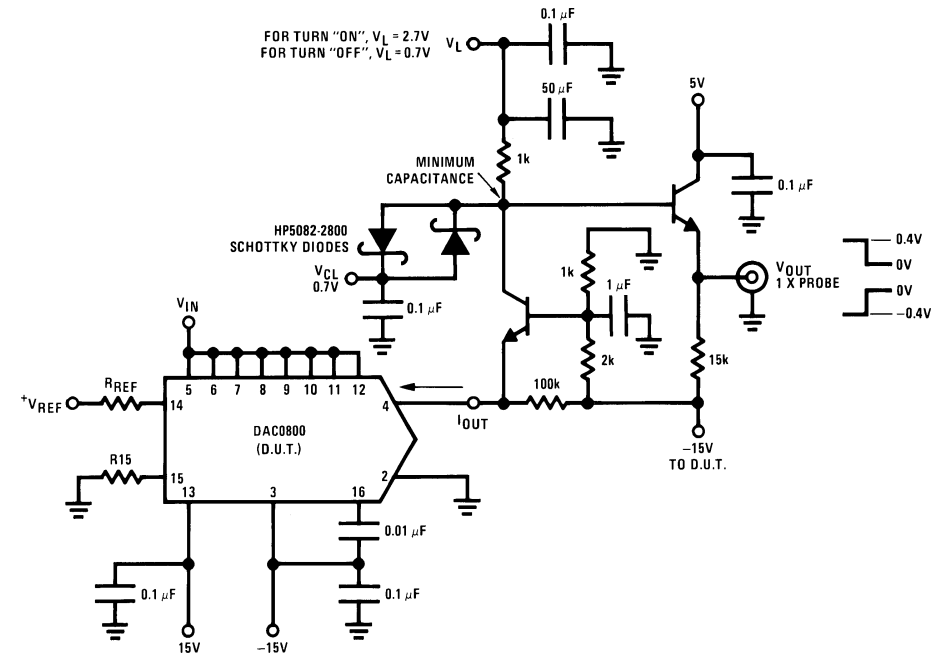 0.1 μF
FOR TURN "ON", VL = 2.7V
FOR TURN "OFF", VL = 0.7V
VL
50 μF
5V
1k
MINIMUM
CAPACITANCE
0.1 μF
HP5082-2800
SCHOTTKY DIODES
VCL
0.7V
0.1 μF
1k
1 μF
2k
VOUT
1 X PROBE
0.4V
0V
0V
−0.4V
15k
VIN
5 6 7 8 9 10 11 12
RREF
+VREF
14
4
DAC0800
(D.U.T.)
IOUT
100k
−15V
TO D.U.T.
R15
15
13
3
16
2
0.01 μF
0.1 μF
0.1 μF
15V
−15V